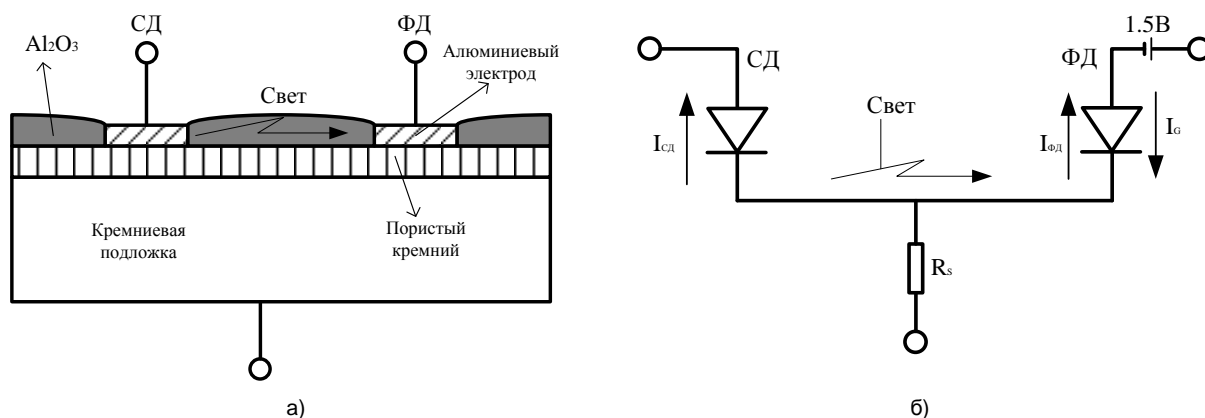 СД
ФД
Al2O3
Алюминиевый
электрод
Свет
Кремниевая
подложка
Пористый
кремний
а)
1.5В
СД
ФД
Свет
IСД
IФД
IG
Rs
б)